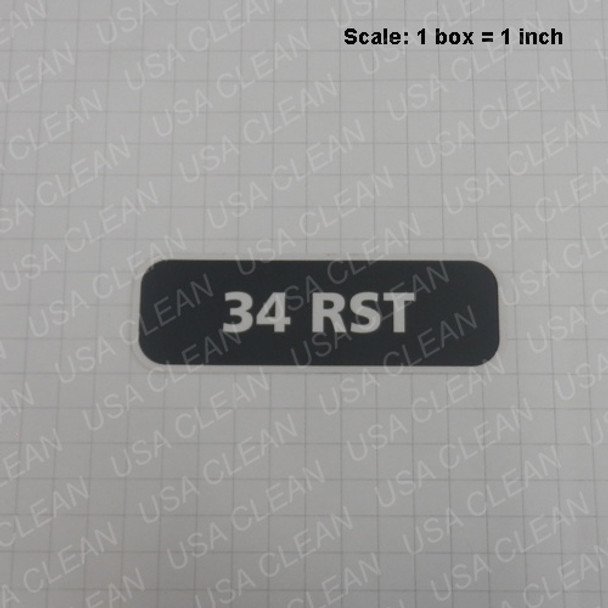 Scale: 1 box = 1 inch
34 RST
USA CLEAN